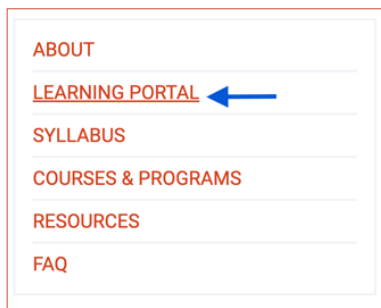 ABOUT
LEARNING PORTAL
SYLLABUS
COURSES & PROGRAMS
RESOURCES
FAQ